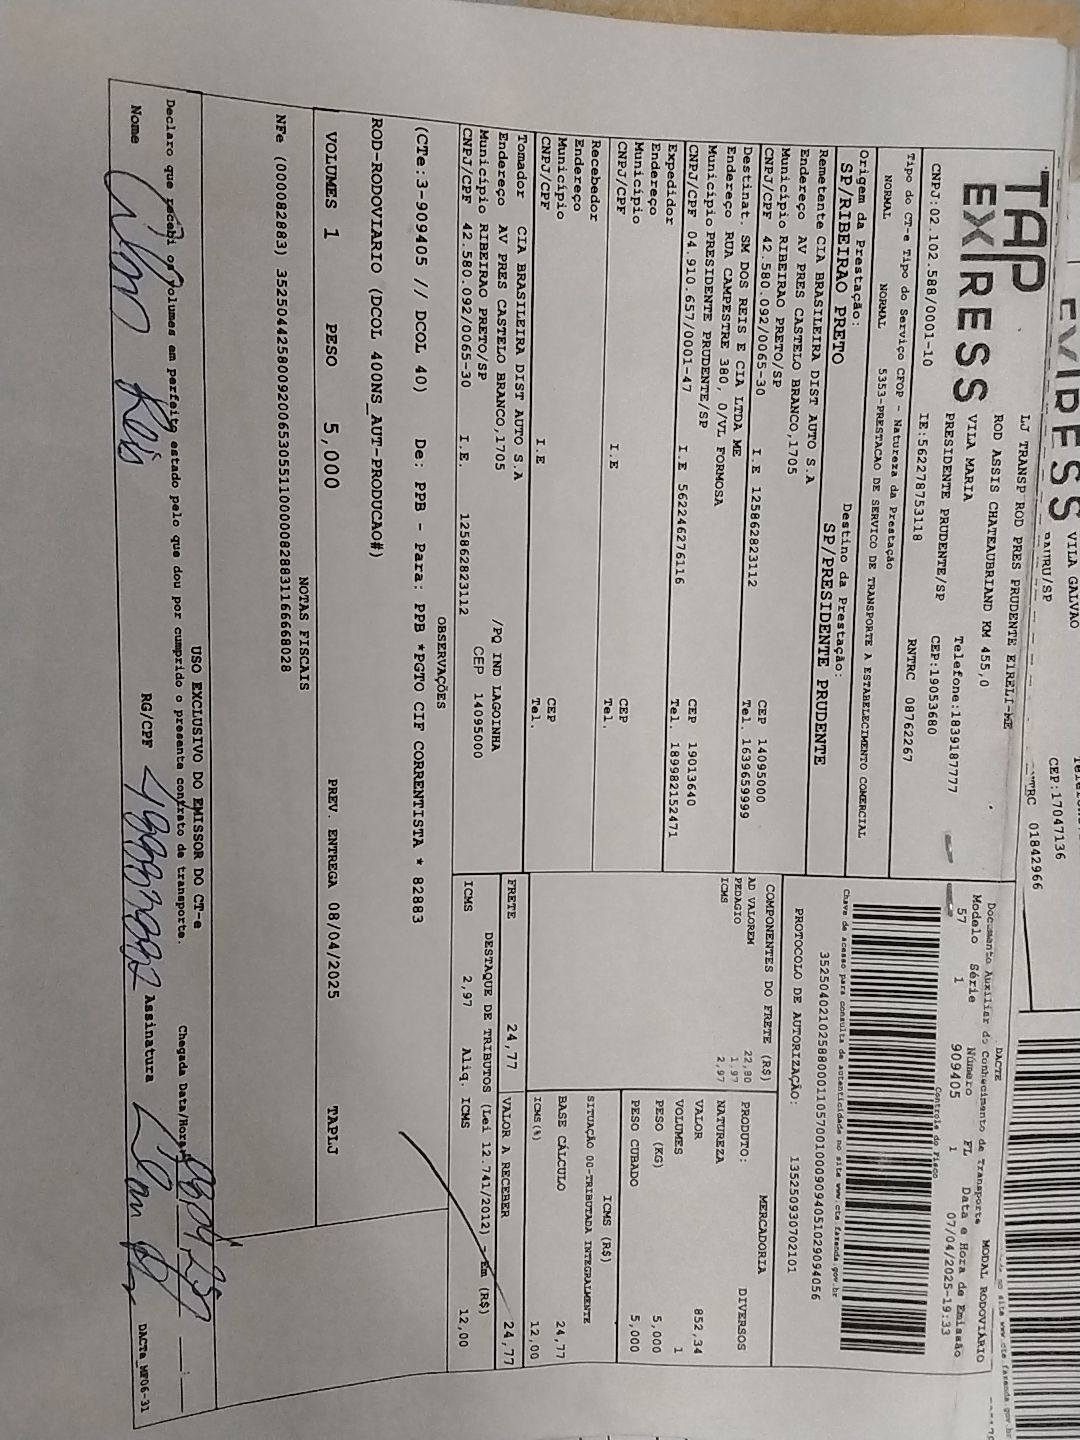 EXPRESS
VILA GALVAO
BAURU/SP
CEP:17047136
01842966
TAP
EXPRESS
LJ TRANSP ROD PRES PRUDENTE EIRELI-ME
ROD ASSIS CHATEAUBRIAND KM 455,0
VILA MARIA
PRESIDENTE PRUDENTE/SP
Telefone:1839187777
CEP:19053680
CNPJ:02.102.588/0001-10
IE:562278753118
RNTRC 08762267
DACTE
Documento Auxiliar do Conhecimento de Transporte
MODAL RODOVIÁRIO
Modelo Série Número FL Data e Hora de Emissão
57 1 909405 1 07/04/2025-19:33
Controle do Fisco
Chave de acesso para consulta de autenticidade no site www.cte.fazenda.gov.br
PROTOCOLO DE AUTORIZAÇÃO: 135250930702101
Tipo do CT-e Tipo do Serviço CFOP - Natureza da Prestação
NORMAL NORMAL 5353-PRESTACAO DE SERVICO DE TRANSPORTE A ESTABELECIMENTO COMERCIAL
Origem da Prestação: Destino da Prestação:
SP/RIBEIRAO PRETO SP/PRESIDENTE PRUDENTE
Remetente CIA BRASILEIRA DIST AUTO S.A
Endereço AV PRES CASTELO BRANCO,1705
Município RIBEIRAO PRETO/SP CEP 14095000
CNPJ/CPF 42.580.092/0065-30 I.E 125862823112 Tel. 1639659999
Destinat. SM DOS REIS E CIA LTDA ME
Endereço RUA CAMPESTRE 380, 0/VL FORMOSA
Município PRESIDENTE PRUDENTE/SP CEP 19013640
CNPJ/CPF 04.910.657/0001-47 I.E 562246276116 Tel. 189982152471
Expedidor
Endereço
Município CEP
CNPJ/CPF I.E Tel.
Recebedor
Endereço
Município CEP
CNPJ/CPF I.E Tel.
Tomador CIA BRASILEIRA DIST AUTO S.A
Endereço AV PRES CASTELO BRANCO,1705 /PQ IND LAGOINHA
Município RIBEIRAO PRETO/SP CEP 14095000
CNPJ/CPF 42.580.092/0065-30 I.E. 125862823112
COMPONENTES DO FRETE (R$)
AD VALOREM 22,80
PEDAGIO 1,97
ICMS 2,97
MERCADORIA
PRODUTO: DIVERSOS
NATUREZA
VALOR 852,34
VOLUMES 1
PESO (KG) 5,000
PESO CUBADO 5,000
ICMS (R$)
SITUAÇÃO 00-TRIBUTADA INTEGRALMENTE
BASE CÁLCULO 24,77
ICMS(%) 12,00
FRETE 24,77 VALOR A RECEBER 24,77
DESTAQUE DE TRIBUTOS (Lei 12.741/2012) - Em (R$)
ICMS 2,97 Aliq. ICMS 12,00
OBSERVAÇÕES
(CTe:3-909405 // DCOL 40) De: PPB - Para: PPB *PGTO CIF CORRENTISTA * 82883
ROD-RODOVIARIO (DCOL 400NS_AUT-PRODUCAO#)
VOLUMES 1 PESO 5,000 PREV. ENTREGA 08/04/2025 TAPLJ
NOTAS FISCAIS
NFe (000082883) 35250442580092006530551100000828831166668028
USO EXCLUSIVO DO EMISSOR DO CT-e
Declaro que recebi os volumes em perfeito estado pelo que dou por cumprido o presente contrato de transporte. Chegada Data/Hora
Nome Reis RG/CPF Assinatura
DACTe_MF06-31